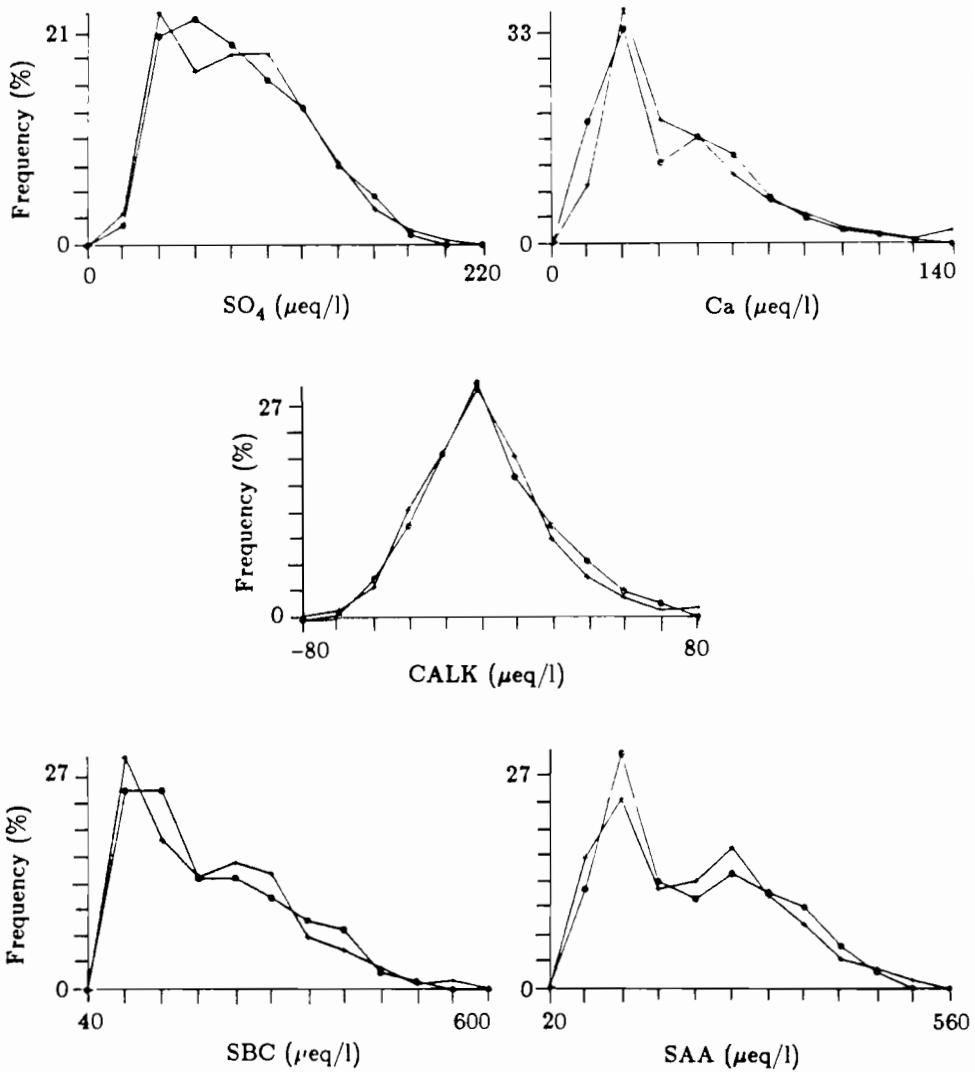 21
Frequency (%)
0
0
220
SO₄ (μeq/l)
33
0
0
140
Ca (μeq/l)
27
Frequency (%)
0
-80
80
CALK (μeq/l)
27
Frequency (%)
0
40
600
SBC (μeq/l)
27
0
20
560
SAA (μeq/l)